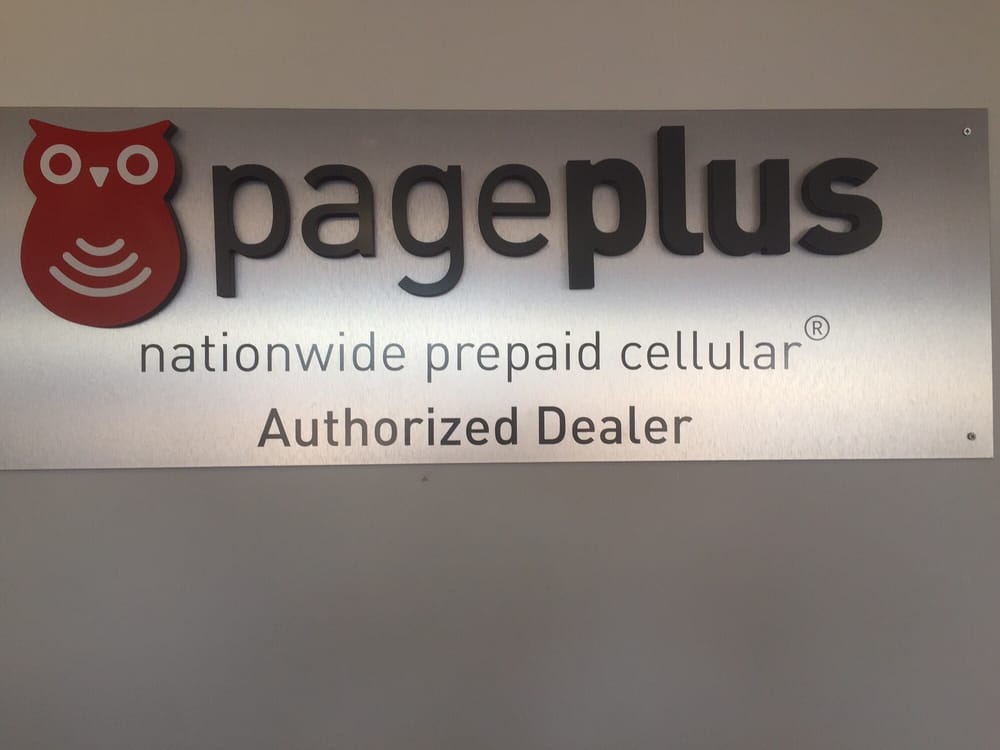 pageplus
nationwide prepaid cellular®
Authorized Dealer